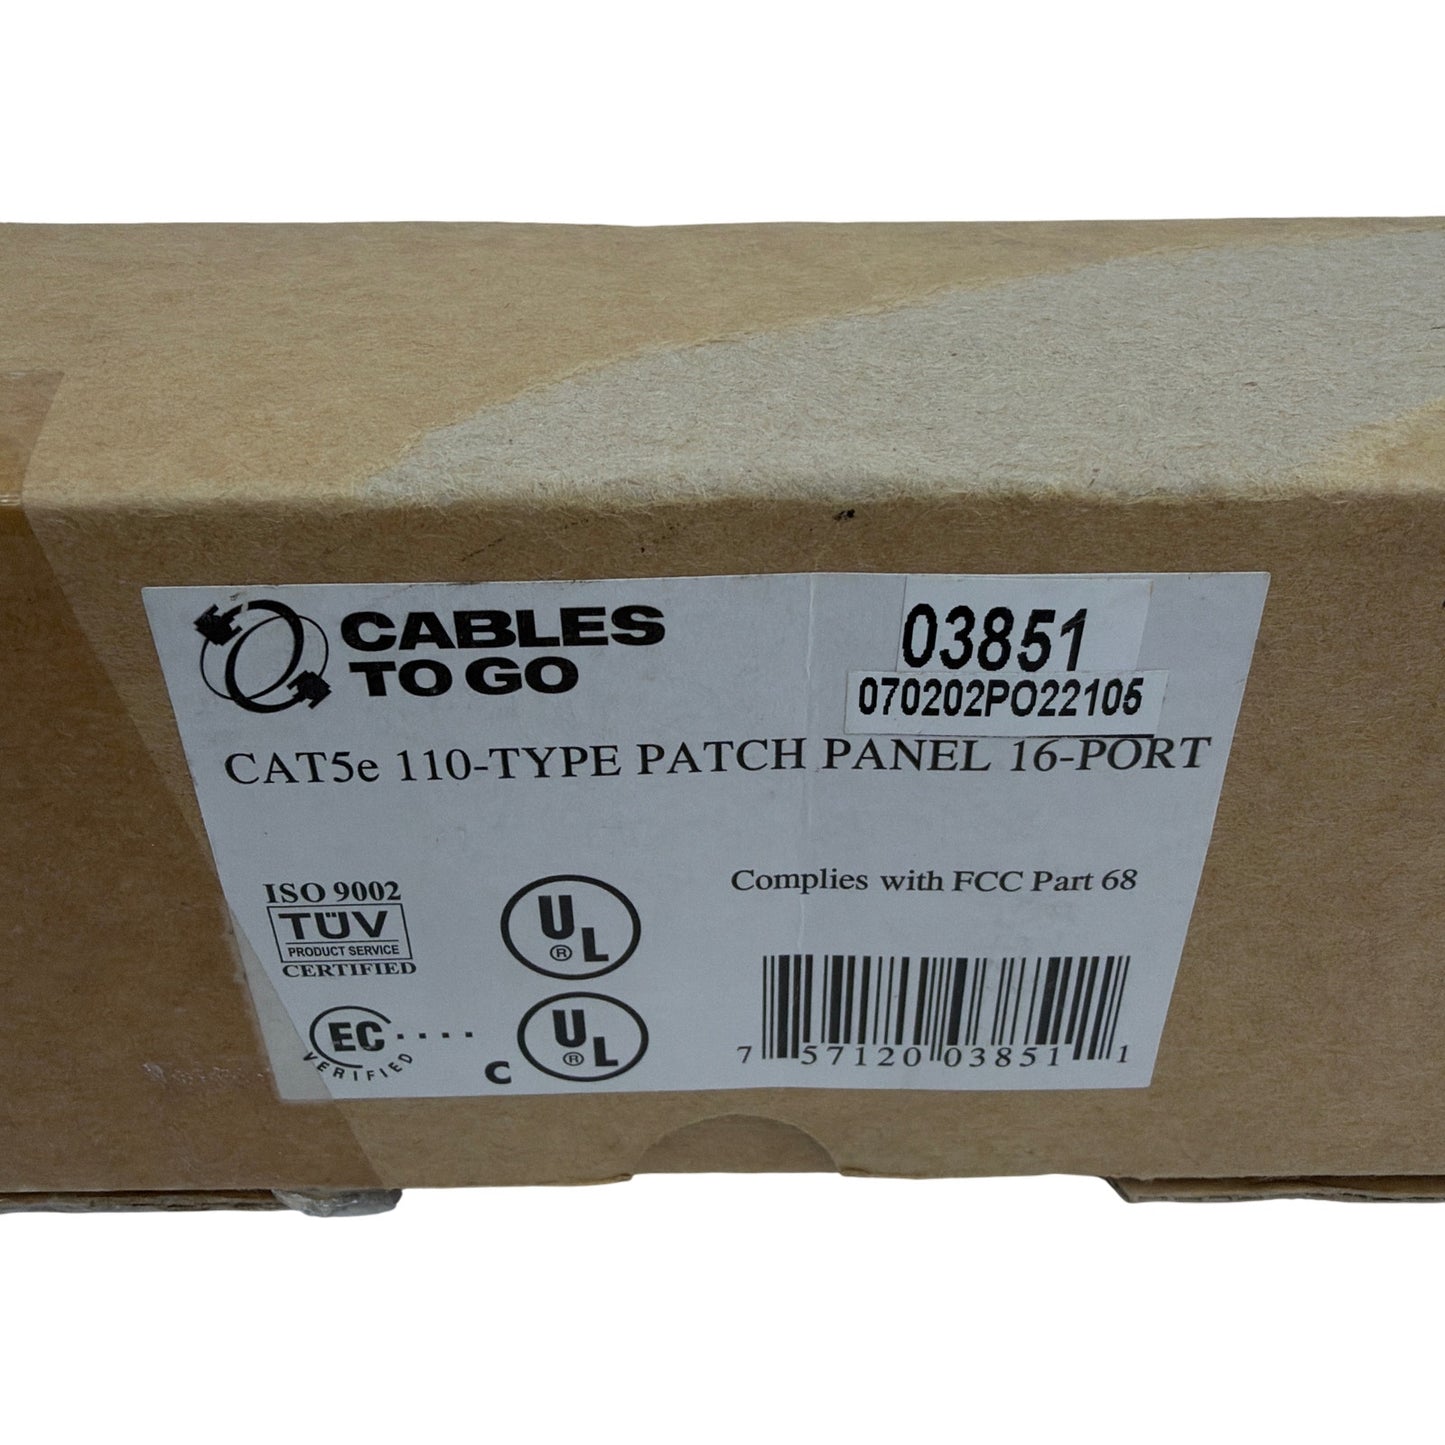 CABLES
TO GO
03851
070202PO22105
CAT5e 110-TYPE PATCH PANEL 16-PORT
ISO 9002
TÜV
PRODUCT SERVICE
CERTIFIED
UL
®
Complies with FCC Part 68
EC
VERIFIED
C
UL
®
7 57120 03851 1